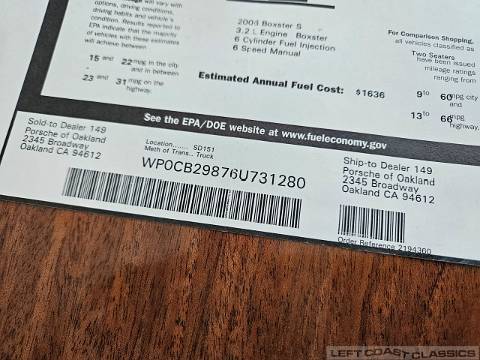 options, driving conditions,
driving habits and vehicle's
condition. Results reported to
EPA indicate that the majority
of vehicles with these estimates
will achieve between
15 and 22 mpg in the city
and in between
23 and 31 mpg on the
highway.
Boxster S
3.2 L Engine Boxster
6 Cylinder Fuel Injection
6 Speed Manual
Estimated Annual Fuel Cost: $1636
For Comparison Shopping,
all vehicles classified as
Two Seaters
have been issued
mileage ratings
ranging from
9 to 60 mpg city
and
13 to 66 mpg
highway.
See the EPA/DOE website at www.fueleconomy.gov
Sold-to Dealer 149
Porsche of Oakland
2345 Broadway
Oakland CA 94612
Location....... SD151
Meth of Trans.. Truck
WP0CB29876U731280
Ship-to Dealer 149
Porsche of Oakland
2345 Broadway
Oakland CA 94612
Order Reference 2194360
LEFT COAST CLASSICS